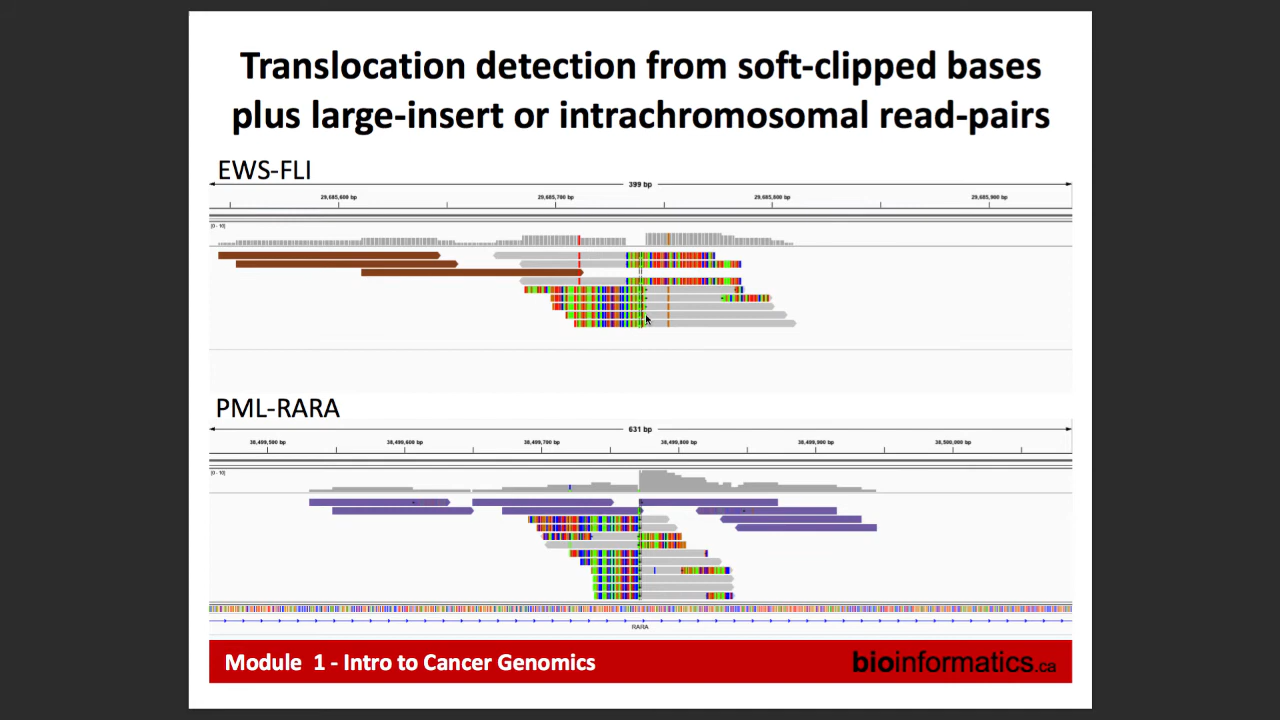 Translocation detection from soft-clipped bases
plus large-insert or intrachromosomal read-pairs
EWS-FLI
399 bp
29,685,600 bp 29,685,700 bp 29,685,800 bp 29,685,900 bp
[0 - 10]
PML-RARA
631 bp
38,499,500 bp 38,499,600 bp 38,499,700 bp 38,499,800 bp 38,499,900 bp 38,500,000 bp
[0 - 10]
RARA
Module 1 - Intro to Cancer Genomics
bioinformatics.ca